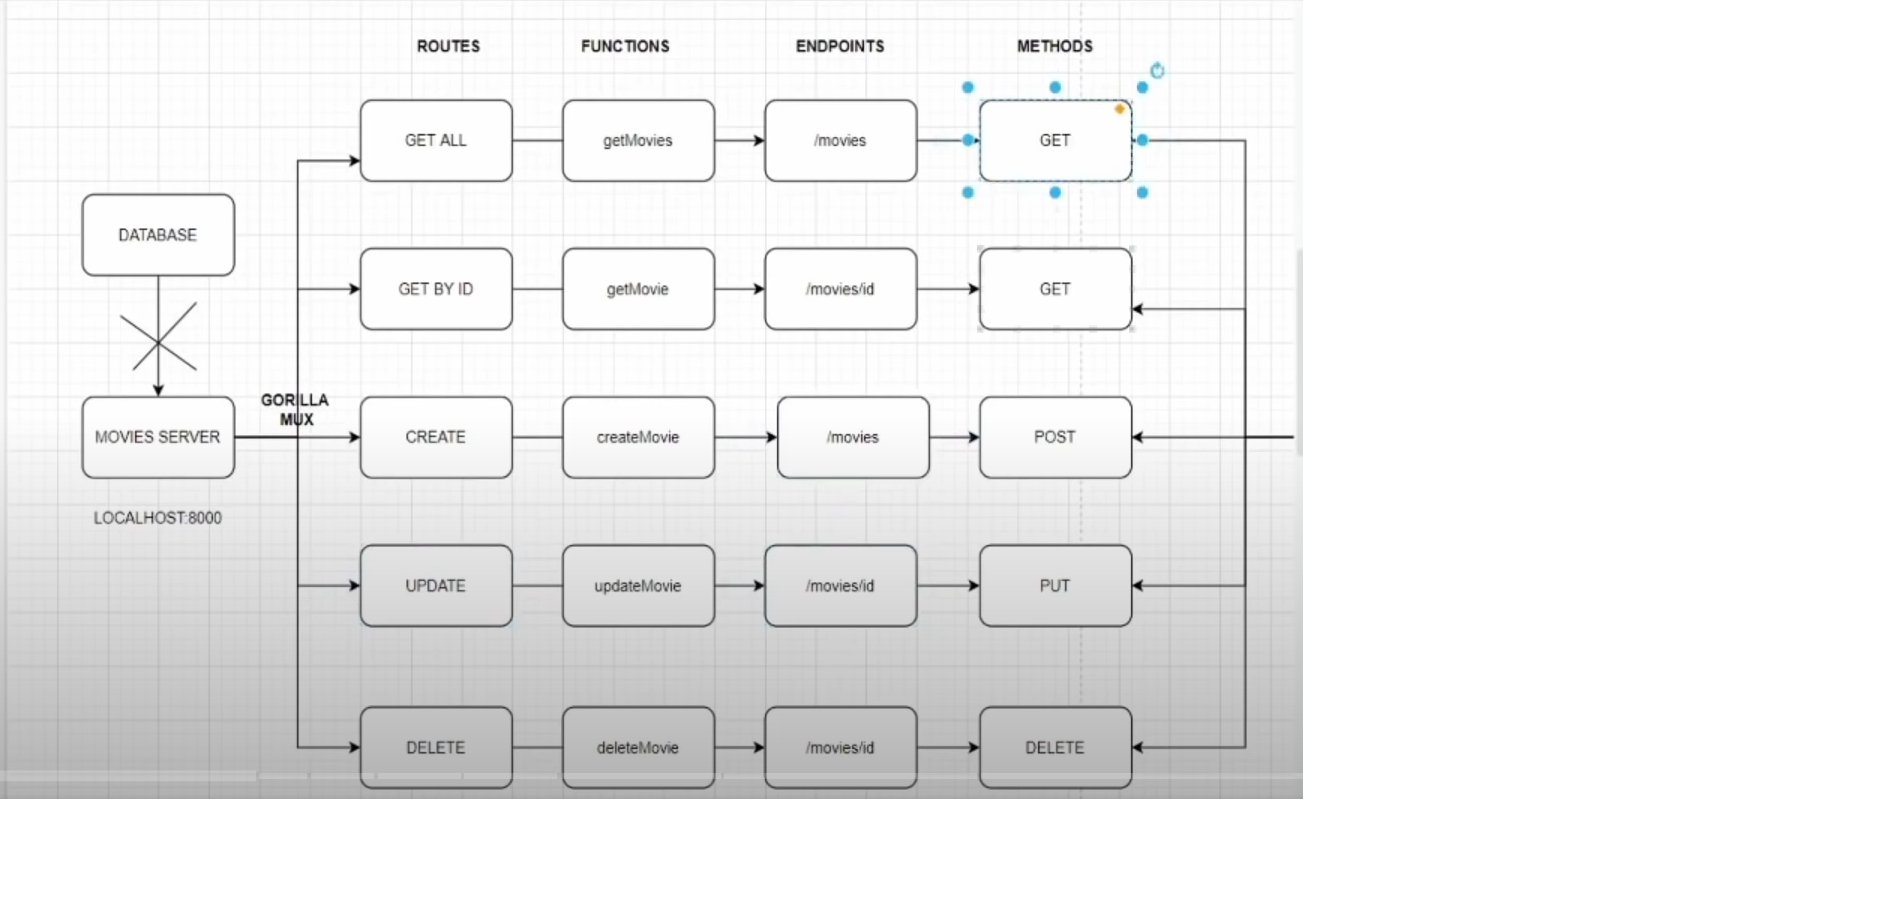 ROUTES
FUNCTIONS
ENDPOINTS
METHODS
GET ALL
getMovies
/movies
GET
DATABASE
GET BY ID
getMovie
/movies/id
GET
GORILLA
MUX
MOVIES SERVER
CREATE
createMovie
/movies
POST
LOCALHOST:8000
UPDATE
updateMovie
/movies/id
PUT
DELETE
deleteMovie
/movies/id
DELETE